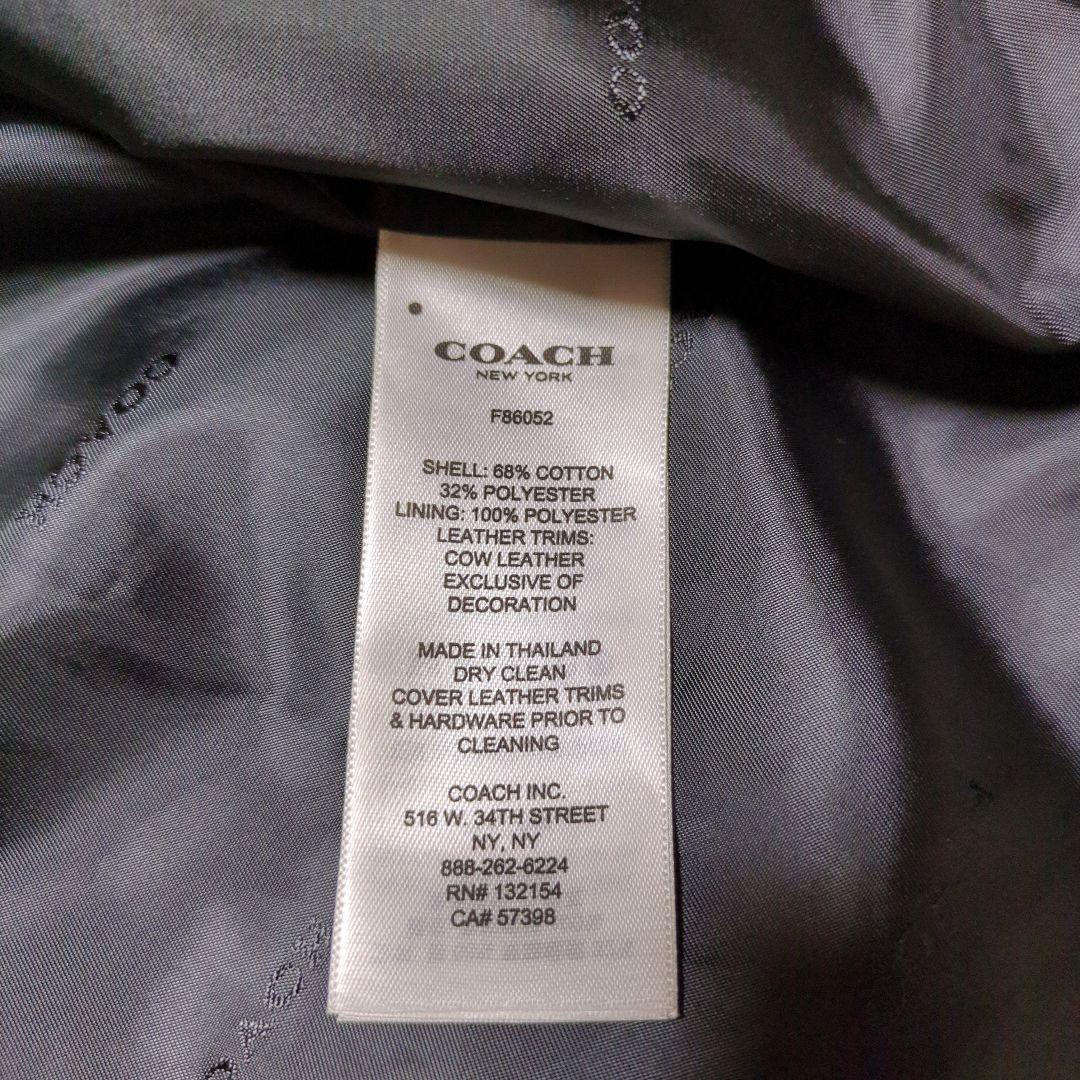 COACH
NEW YORK
F86052
SHELL: 68% COTTON
32% POLYESTER
LINING: 100% POLYESTER
LEATHER TRIMS:
COW LEATHER
EXCLUSIVE OF
DECORATION
MADE IN THAILAND
DRY CLEAN
COVER LEATHER TRIMS
& HARDWARE PRIOR TO
CLEANING
COACH INC.
516 W. 34TH STREET
NY, NY
888-262-6224
RN# 132154
CA# 57398